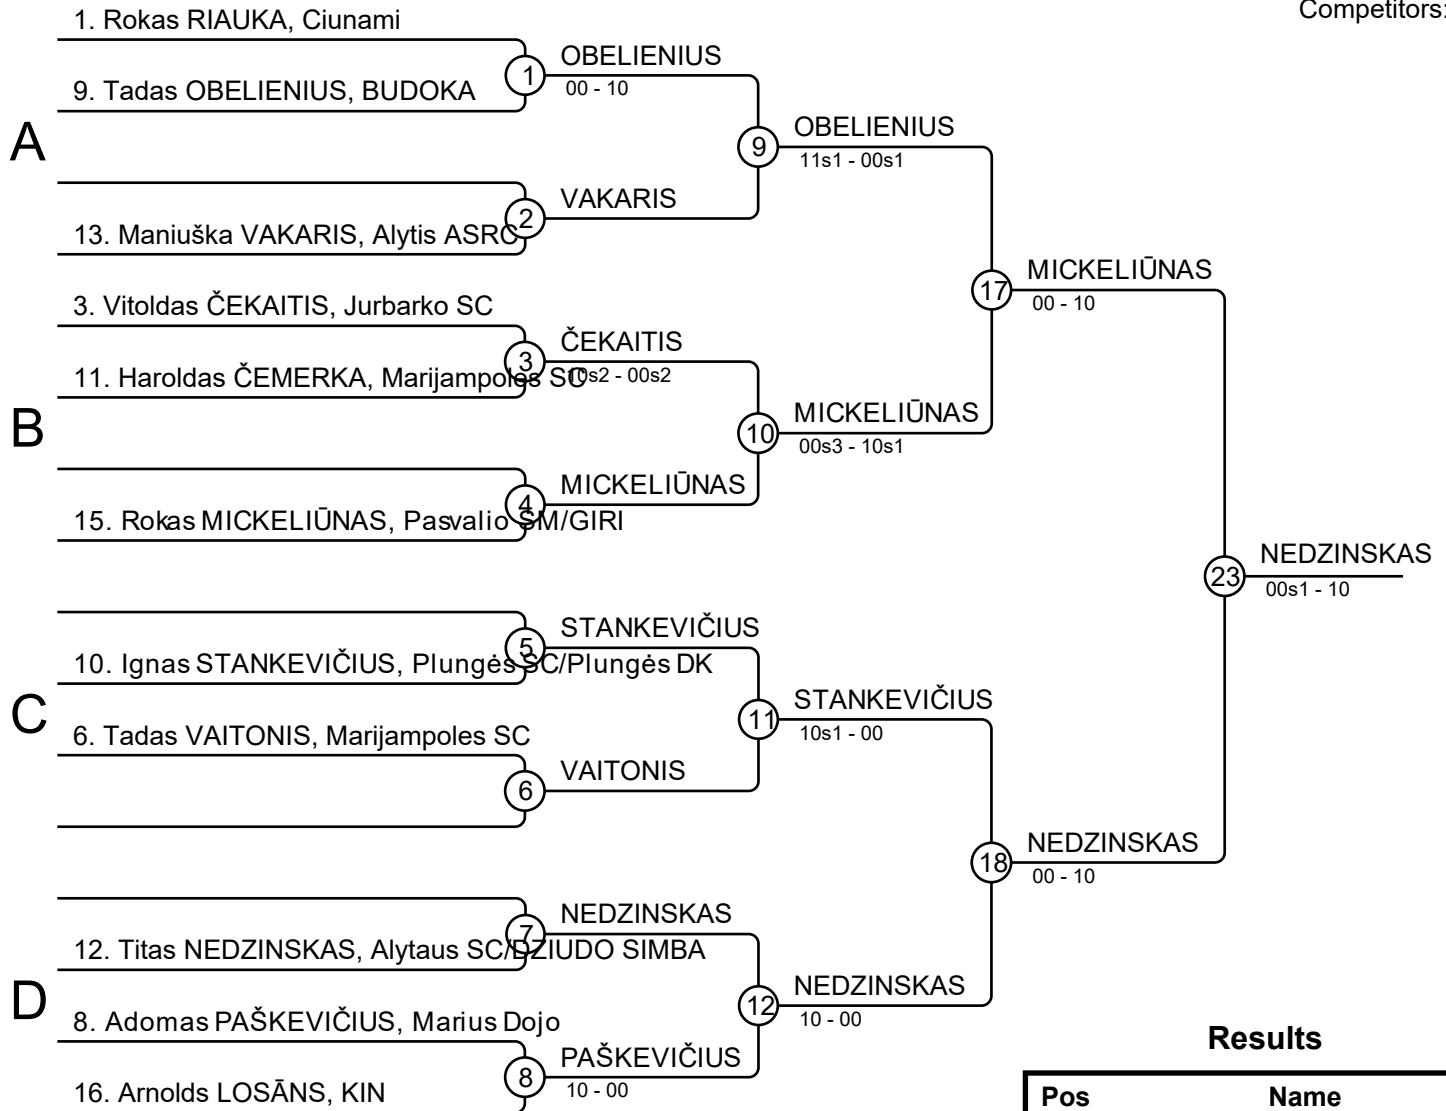 Competitors:
1. Rokas RIAUKA, Ciunami
OBELIENIUS
1
00 - 10
9. Tadas OBELIENIUS, BUDOKA
A
OBELIENIUS
9
11s1 - 00s1
VAKARIS
2
13. Maniuška VAKARIS, Alytis ASRC
MICKELIŪNAS
17
00 - 10
3. Vitoldas ČEKAITIS, Jurbarko SC
ČEKAITIS
3
10s2 - 00s2
11. Haroldas ČEMERKA, Marijampolės SC
B
MICKELIŪNAS
10
00s3 - 10s1
MICKELIŪNAS
4
15. Rokas MICKELIŪNAS, Pasvalio SM/GIRI
NEDZINSKAS
23
00s1 - 10
STANKEVIČIUS
5
10. Ignas STANKEVIČIUS, Plungės SC/Plungės DK
C
STANKEVIČIUS
11
10s1 - 00
6. Tadas VAITONIS, Marijampoles SC
VAITONIS
6
NEDZINSKAS
18
00 - 10
NEDZINSKAS
7
12. Titas NEDZINSKAS, Alytaus SC/DZIUDO SIMBA
D
NEDZINSKAS
12
10 - 00
8. Adomas PAŠKEVIČIUS, Marius Dojo
PAŠKEVIČIUS
8
10 - 00
16. Arnolds LOSĀNS, KIN
Results
Pos Name